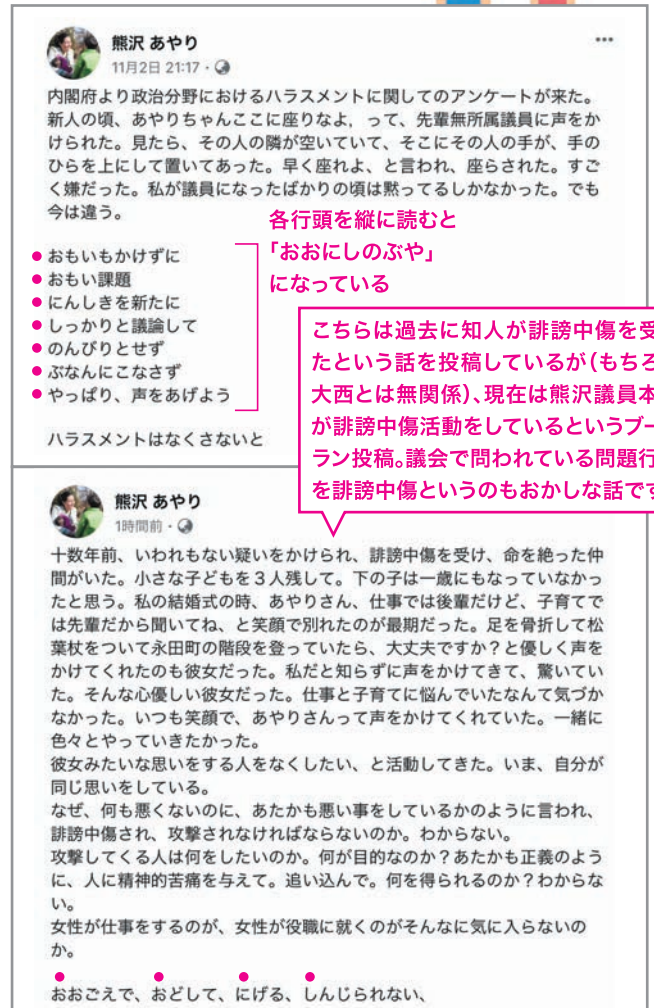 熊沢 あやり
11月2日 21:17・
内閣府より政治分野におけるハラスメントに関してのアンケートが来た。
新人の頃、あやりちゃんここに座りなよ、って、先輩無所属議員に声をか
けられた。見たら、その人の隣が空いていて、そこにその人の手が、手の
ひらを上にして置いてあった。早く座れよ、と言われ、座らされた。すご
く嫌だった。私が議員になったばかりの頃は黙ってるしかなかった。でも
今は違う。
各行頭を縦に読むと
「おおにしのぶや」
になっている
●おもいもかけずに
●おもい課題
●にんしきを新たに
●しっかりと議論して
●のんびりとせず
●ぶなんにこなさず
●やっぱり、声をあげよう
ハラスメントはなくさないと
こちらは過去に知人が誹謗中傷を受
たという話を投稿しているが(もちろ
大西とは無関係)、現在は熊沢議員本
が誹謗中傷活動をしているというブー
ラン投稿。議会で問われている問題行
を誹謗中傷というのもおかしな話です
熊沢 あやり
1時間前・
十数年前、いわれもない疑いをかけられ、誹謗中傷を受け、命を絶った仲
間がいた。小さな子どもを3人残して。下の子は一歳にもなっていなかっ
たと思う。私の結婚式の時、あやりさん、仕事では後輩だけど、子育てで
は先輩だから聞いてね、と笑顔で別れたのが最期だった。足を骨折して松
葉杖をついて永田町の階段を登っていたら、大丈夫ですか?と優しく声を
かけてくれたのも彼女だった。私だと知らずに声をかけてきて、驚いてい
た。そんな心優しい彼女だった。仕事と子育てに悩んでいたなんて気づか
なかった。いつも笑顔で、あやりさんって声をかけてくれていた。一緒に
色々とやっていきたかった。
彼女みたいな思いをする人をなくしたい、と活動してきた。いま、自分が
同じ思いをしている。
なぜ、何も悪くないのに、あたかも悪い事をしているかのように言われ、
誹謗中傷され、攻撃されなければならないのか。わからない。
攻撃してくる人は何をしたいのか。何が目的なのか?あたかも正義のよう
に、人に精神的苦痛を与えて。追い込んで。何を得られるのか?わからな
い。
女性が仕事をするのが、女性が役職に就くのがそんなに気に入らないの
か。
おおごえで、おどして、にげる、しんじられない、